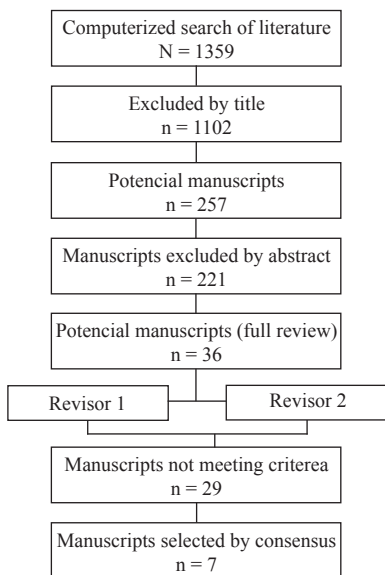 Computerized search of literature
N = 1359
Excluded by title
n = 1102
Potencial manuscripts
n = 257
Manuscripts excluded by abstract
n = 221
Potencial manuscripts (full review)
n = 36
Revisor 1
Revisor 2
Manuscripts not meeting criterea
n = 29
Manuscripts selected by consensus
n = 7